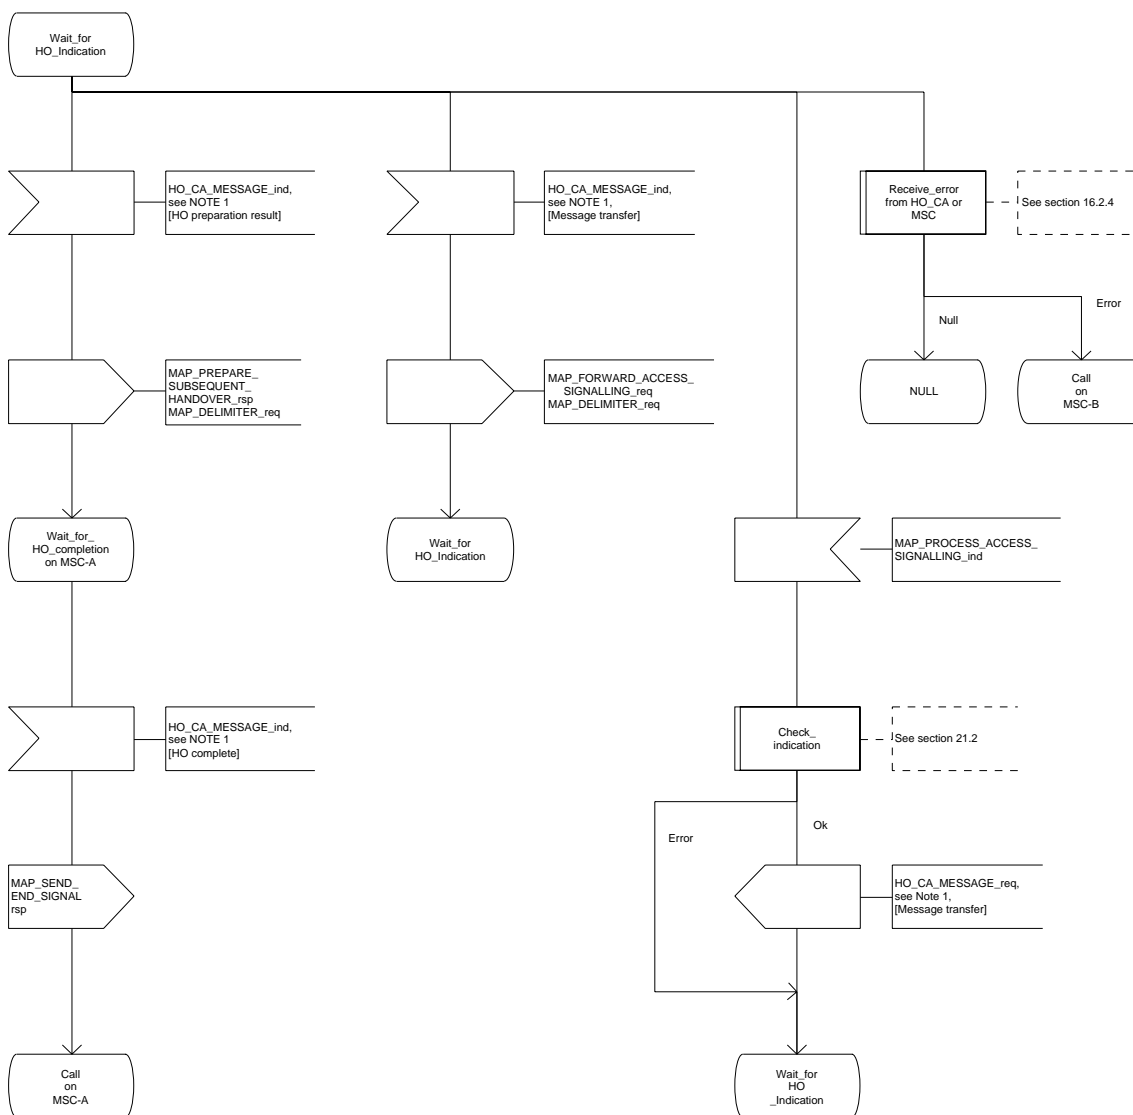 Wait_for
HO_Indication
HO_CA_MESSAGE_ind,
see NOTE 1
[HO preparation result]
HO_CA_MESSAGE_ind,
see NOTE 1,
[Message transfer]
Receive_error
from HO_CA or
MSC
See section 16.2.4
Null
Error
MAP_PREPARE_
SUBSEQUENT_
HANDOVER_rsp
MAP_DELIMITER_req
MAP_FORWARD_ACCESS_
SIGNALLING_req
MAP_DELIMITER_req
NULL
Call
on
MSC-B
Wait_for_
HO_completion
on MSC-A
Wait_for
HO_Indication
MAP_PROCESS_ACCESS_
SIGNALLING_ind
HO_CA_MESSAGE_ind,
see NOTE 1
[HO complete]
Check_
indication
See section 21.2
Error
Ok
MAP_SEND_
END_SIGNAL
rsp
HO_CA_MESSAGE_req,
see Note 1,
[Message transfer]
Call
on
MSC-A
Wait_for
HO
_Indication